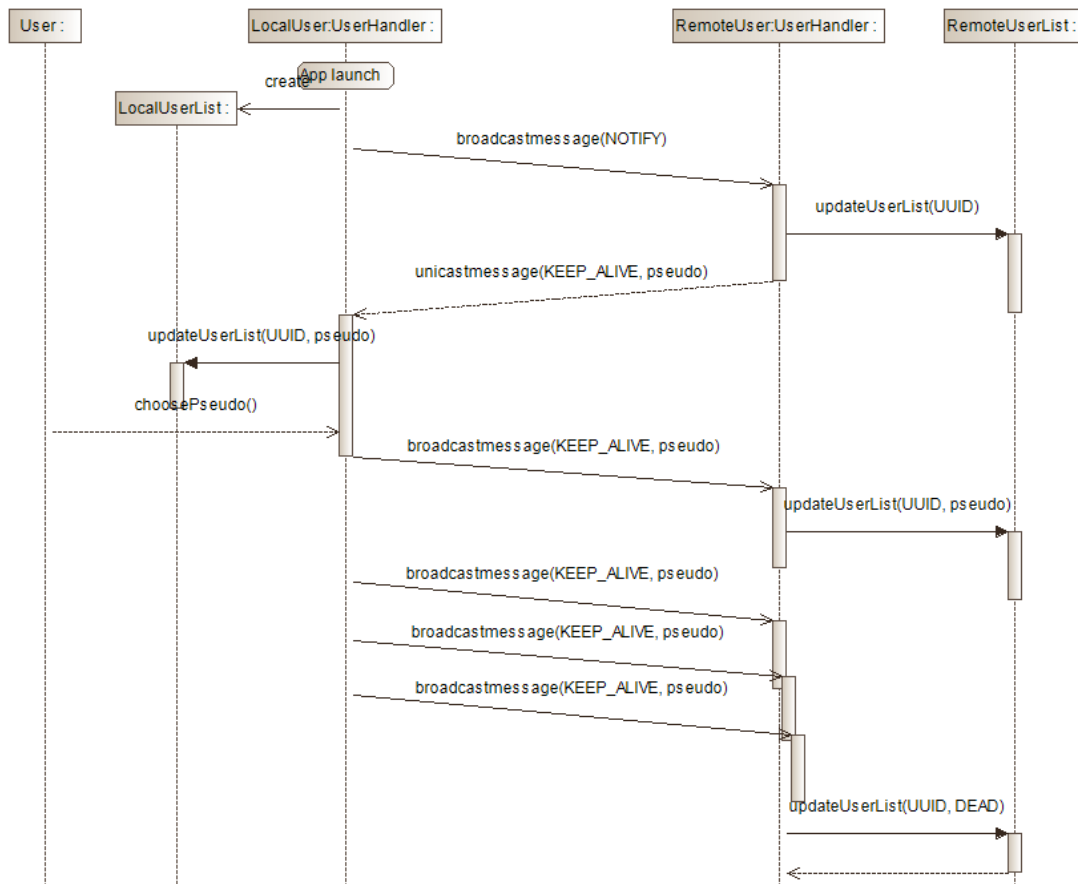 User :
LocalUser:UserHandler :
RemoteUser:UserHandler :
RemoteUserList :
App launch
create
LocalUserList :
broadcastmessage(NOTIFY)
updateUserList(UUID)
unicastmessage(KEEP_ALIVE, pseudo)
updateUserList(UUID, pseudo)
choosePseudo()
broadcastmessage(KEEP_ALIVE, pseudo)
updateUserList(UUID, pseudo)
broadcastmessage(KEEP_ALIVE, pseudo)
broadcastmessage(KEEP_ALIVE, pseudo)
broadcastmessage(KEEP_ALIVE, pseudo)
updateUserList(UUID, DEAD)